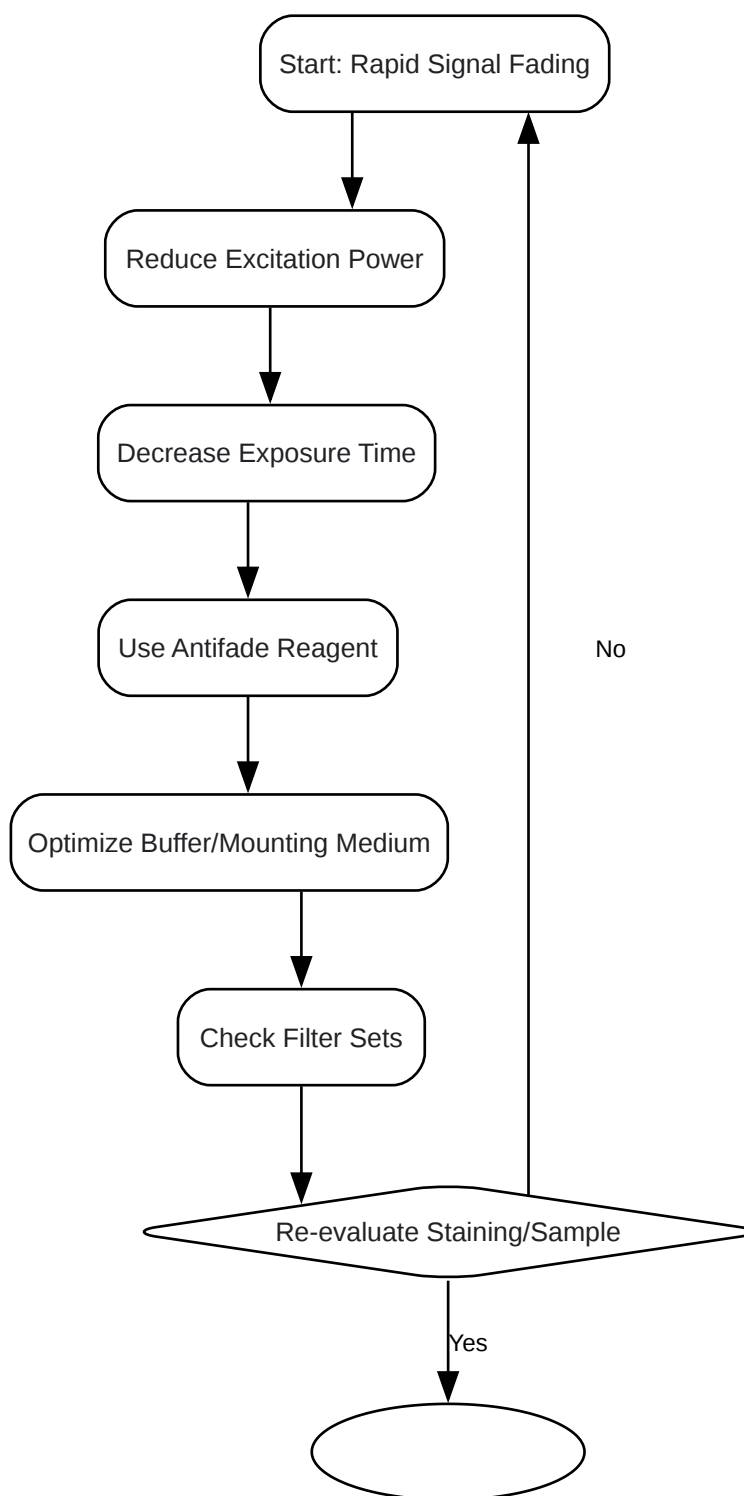 Start: Rapid Signal Fading
Reduce Excitation Power
Decrease Exposure Time
Use Antifade Reagent
No
Optimize Buffer/Mounting Medium
Check Filter Sets
Re-evaluate Staining/Sample
Yes